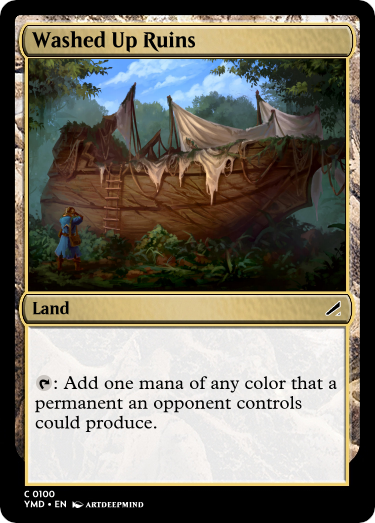 Washed Up Ruins
Land
: Add one mana of any color that a
permanent an opponent controls
could produce.
C 0100
YMD • EN ARTDEEPMIND